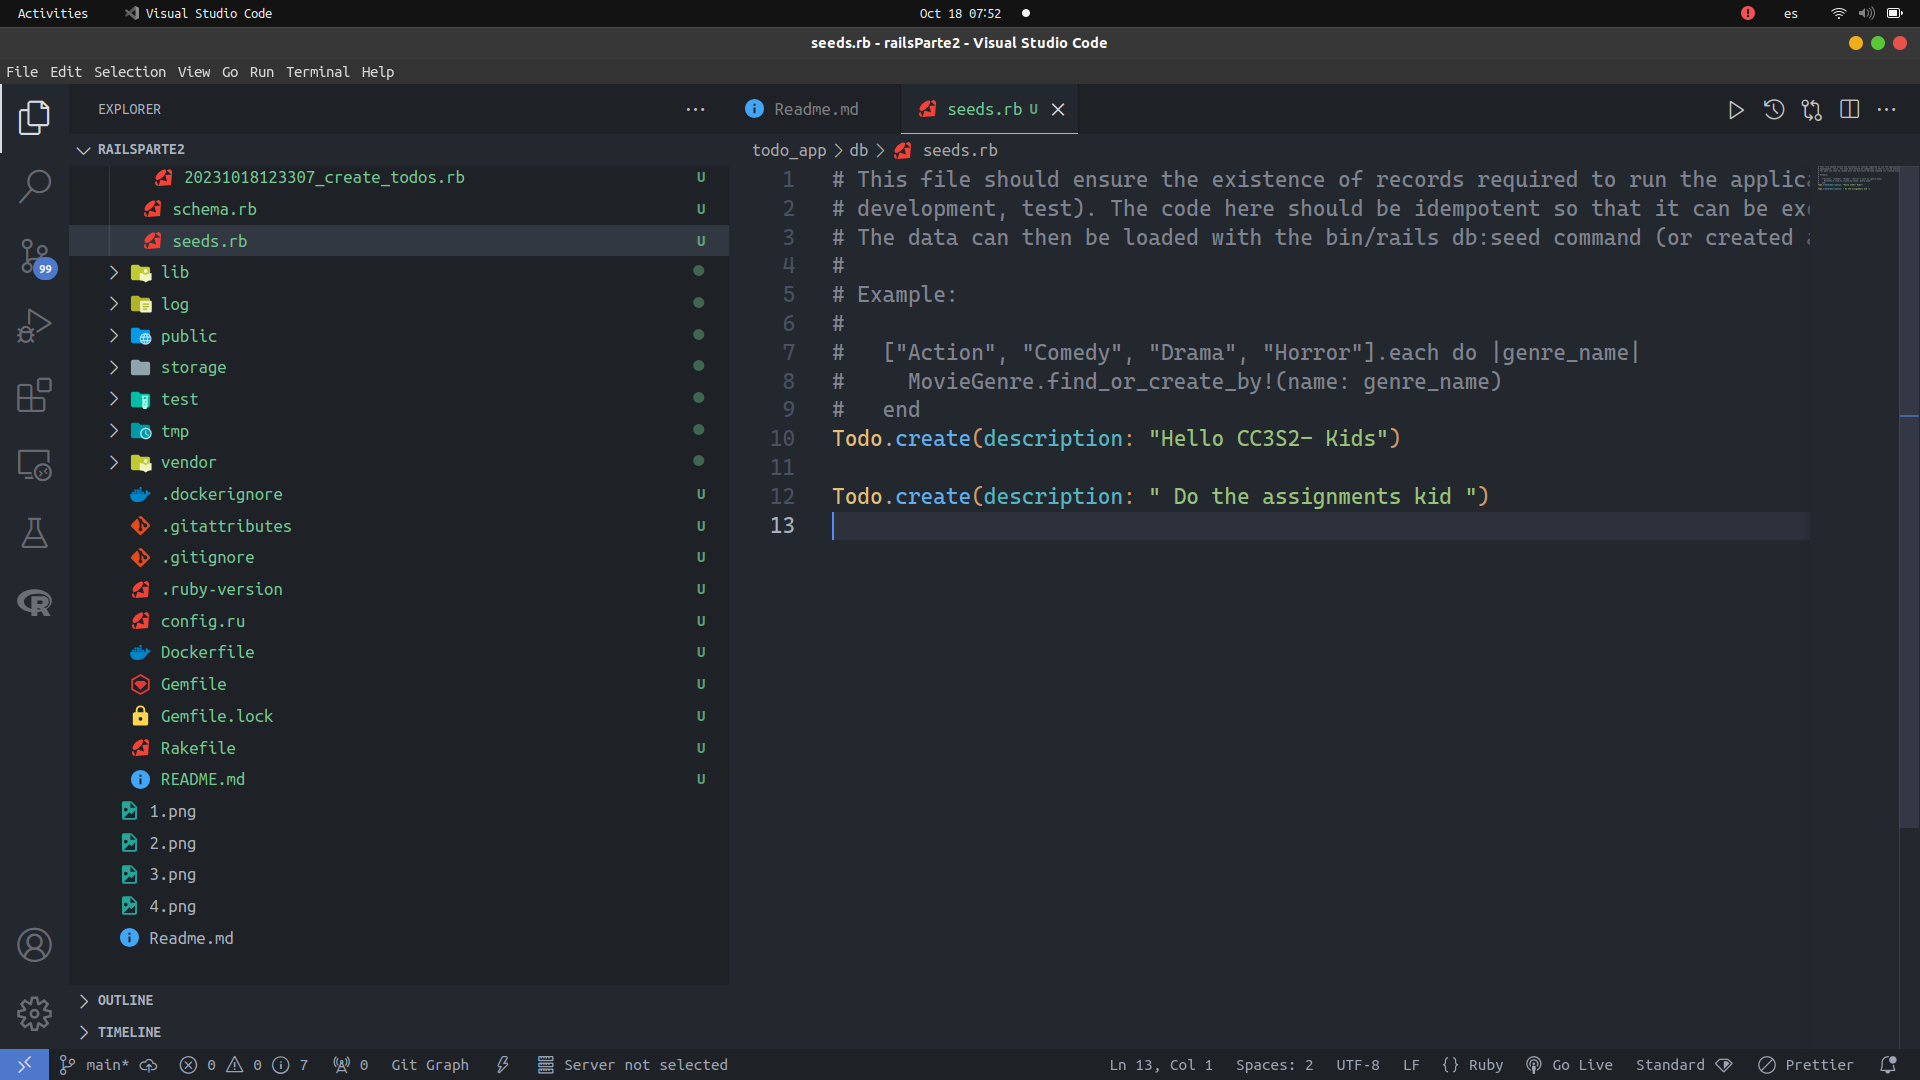 Activities Visual Studio Code Oct 18 07:52 es
seeds.rb - railsParte2 - Visual Studio Code
File Edit Selection View Go Run Terminal Help
EXPLORER
RAILSPARTE2
20231018123307_create_todos.rb U
schema.rb U
seeds.rb U
lib
log
public
storage
test
tmp
vendor
.dockerignore U
.gitattributes U
.gitignore U
.ruby-version U
config.ru U
Dockerfile U
Gemfile U
Gemfile.lock U
Rakefile U
README.md U
1.png
2.png
3.png
4.png
Readme.md
OUTLINE
TIMELINE
99
Readme.md seeds.rb U
todo_app > db > seeds.rb
1 # This file should ensure the existence of records required to run the applic
2 # development, test). The code here should be idempotent so that it can be ex
3 # The data can then be loaded with the bin/rails db:seed command (or created
4 #
5 # Example:
6 #
7 #   ["Action", "Comedy", "Drama", "Horror"].each do |genre_name|
8 #     MovieGenre.find_or_create_by!(name: genre_name)
9 #   end
10 Todo.create(description: "Hello CC3S2- Kids")
11
12 Todo.create(description: " Do the assignments kid ")
13
main* 0 0 7 0 Git Graph Server not selected Ln 13, Col 1 Spaces: 2 UTF-8 LF {} Ruby Go Live Standard Prettier